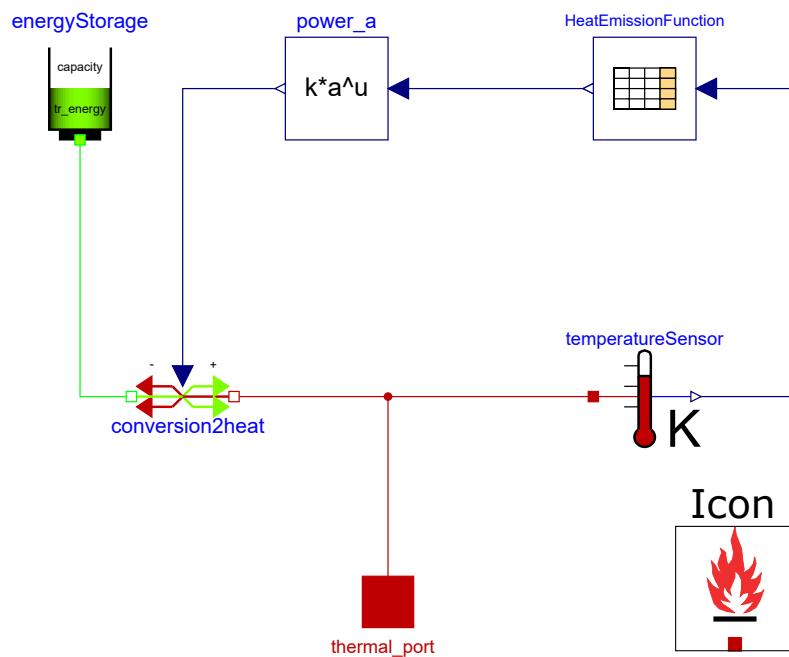 energyStorage
power_a
HeatEmissionFunction
capacity
tr_energy
k*a^u
temperatureSensor
- +
conversion2heat
K
Icon
thermal_port